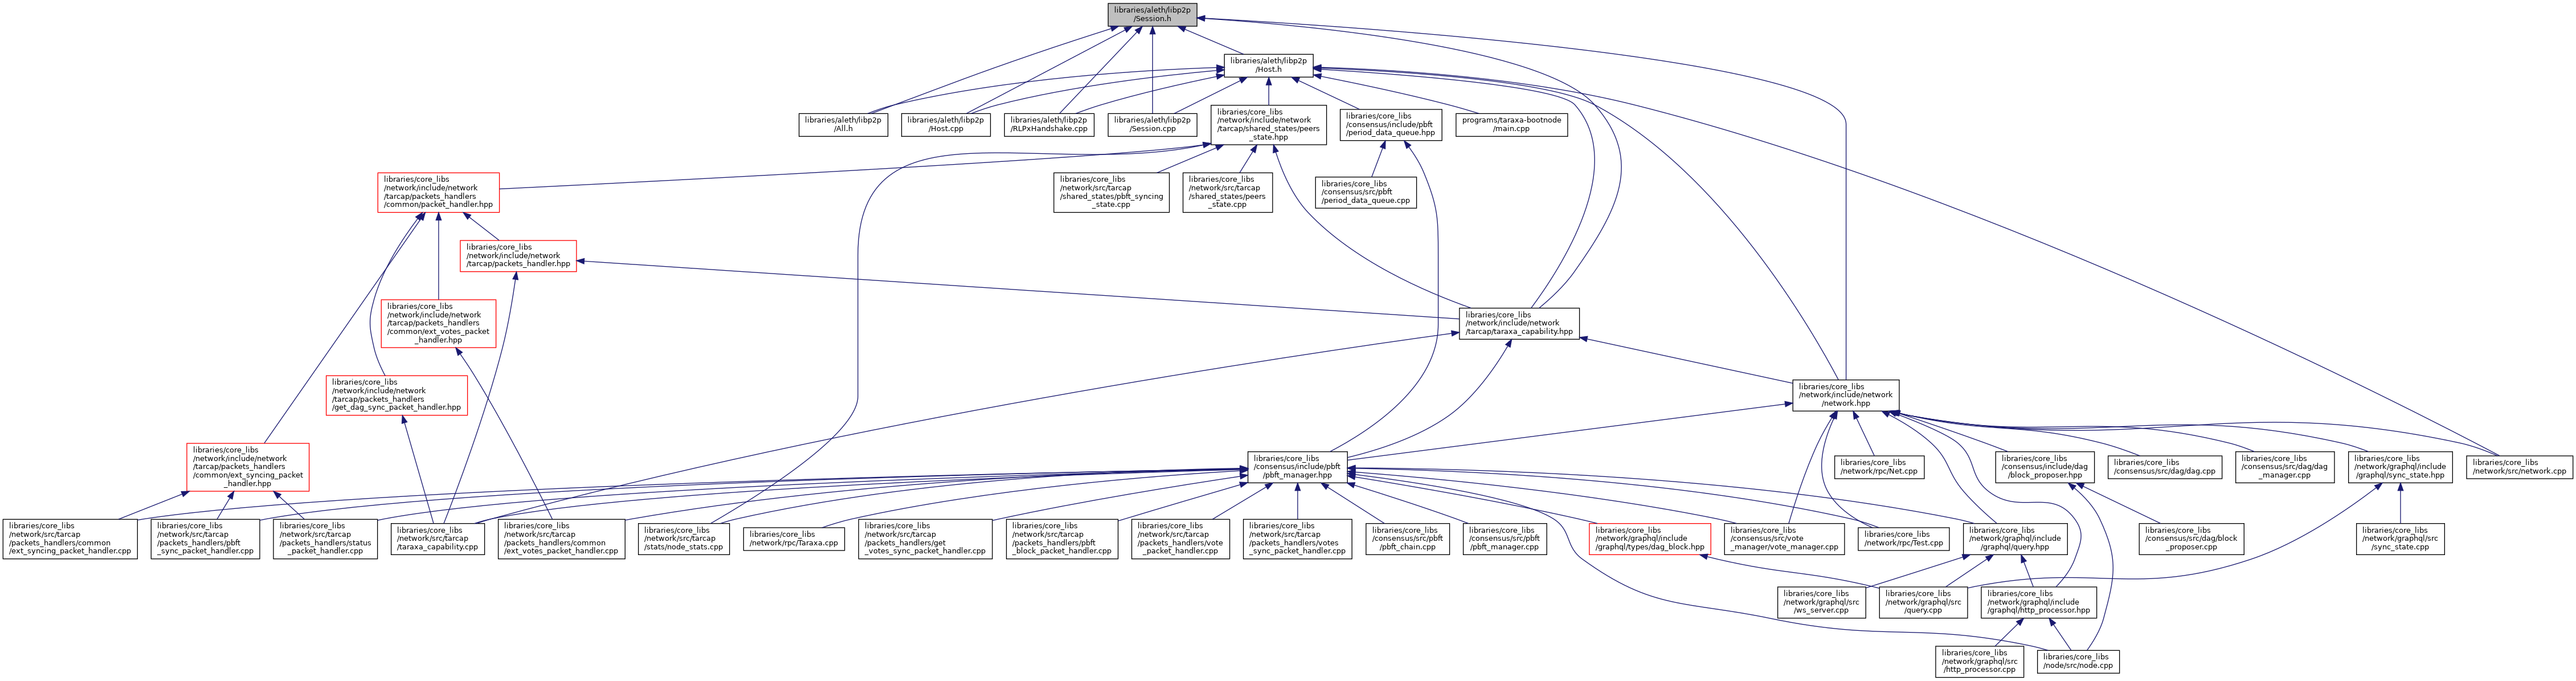 libraries/aleth/libp2p
/Session.h
libraries/aleth/libp2p
/Host.h
libraries/aleth/libp2p
/All.h
libraries/aleth/libp2p
/Host.cpp
libraries/aleth/libp2p
/RLPxHandshake.cpp
libraries/aleth/libp2p
/Session.cpp
libraries/core_libs
/network/include/network
/tarcap/shared_states/peers
_state.hpp
libraries/core_libs
/consensus/include/pbft
/period_data_queue.hpp
programs/taraxa-bootnode
/main.cpp
libraries/core_libs
/network/include/network
/tarcap/packets_handlers
/common/packet_handler.hpp
libraries/core_libs
/network/src/tarcap
/shared_states/pbft_syncing
_state.cpp
libraries/core_libs
/network/src/tarcap
/shared_states/peers
_state.cpp
libraries/core_libs
/consensus/src/pbft
/period_data_queue.cpp
libraries/core_libs
/network/include/network
/tarcap/packets_handler.hpp
libraries/core_libs
/network/include/network
/tarcap/packets_handlers
/common/ext_votes_packet
_handler.hpp
libraries/core_libs
/network/include/network
/tarcap/taraxa_capability.hpp
libraries/core_libs
/network/include/network
/tarcap/packets_handlers
/get_dag_sync_packet_handler.hpp
libraries/core_libs
/network/include/network
/network.hpp
libraries/core_libs
/network/include/network
/tarcap/packets_handlers
/common/ext_syncing_packet
_handler.hpp
libraries/core_libs
/consensus/include/pbft
/pbft_manager.hpp
libraries/core_libs
/network/rpc/Net.cpp
libraries/core_libs
/consensus/include/dag
/block_proposer.hpp
libraries/core_libs
/consensus/src/dag/dag.cpp
libraries/core_libs
/consensus/src/dag/dag
_manager.cpp
libraries/core_libs
/network/graphql/include
/graphql/sync_state.hpp
libraries/core_libs
/network/src/network.cpp
libraries/core_libs
/network/src/tarcap
/packets_handlers/common
/ext_syncing_packet_handler.cpp
libraries/core_libs
/network/src/tarcap
/packets_handlers/pbft
_sync_packet_handler.cpp
libraries/core_libs
/network/src/tarcap
/packets_handlers/status
_packet_handler.cpp
libraries/core_libs
/network/src/tarcap
/taraxa_capability.cpp
libraries/core_libs
/network/src/tarcap
/packets_handlers/common
/ext_votes_packet_handler.cpp
libraries/core_libs
/network/src/tarcap
/stats/node_stats.cpp
libraries/core_libs
/network/rpc/Taraxa.cpp
libraries/core_libs
/network/src/tarcap
/packets_handlers/get
_votes_sync_packet_handler.cpp
libraries/core_libs
/network/src/tarcap
/packets_handlers/pbft
_block_packet_handler.cpp
libraries/core_libs
/network/src/tarcap
/packets_handlers/vote
_packet_handler.cpp
libraries/core_libs
/network/src/tarcap
/packets_handlers/votes
_sync_packet_handler.cpp
libraries/core_libs
/consensus/src/pbft
/pbft_chain.cpp
libraries/core_libs
/consensus/src/pbft
/pbft_manager.cpp
libraries/core_libs
/network/graphql/include
/graphql/types/dag_block.hpp
libraries/core_libs
/consensus/src/vote
_manager/vote_manager.cpp
libraries/core_libs
/network/rpc/Test.cpp
libraries/core_libs
/network/graphql/include
/graphql/query.hpp
libraries/core_libs
/consensus/src/dag/block
_proposer.cpp
libraries/core_libs
/network/graphql/src
/sync_state.cpp
libraries/core_libs
/network/graphql/src
/ws_server.cpp
libraries/core_libs
/network/graphql/src
/query.cpp
libraries/core_libs
/network/graphql/include
/graphql/http_processor.hpp
libraries/core_libs
/network/graphql/src
/http_processor.cpp
libraries/core_libs
/node/src/node.cpp